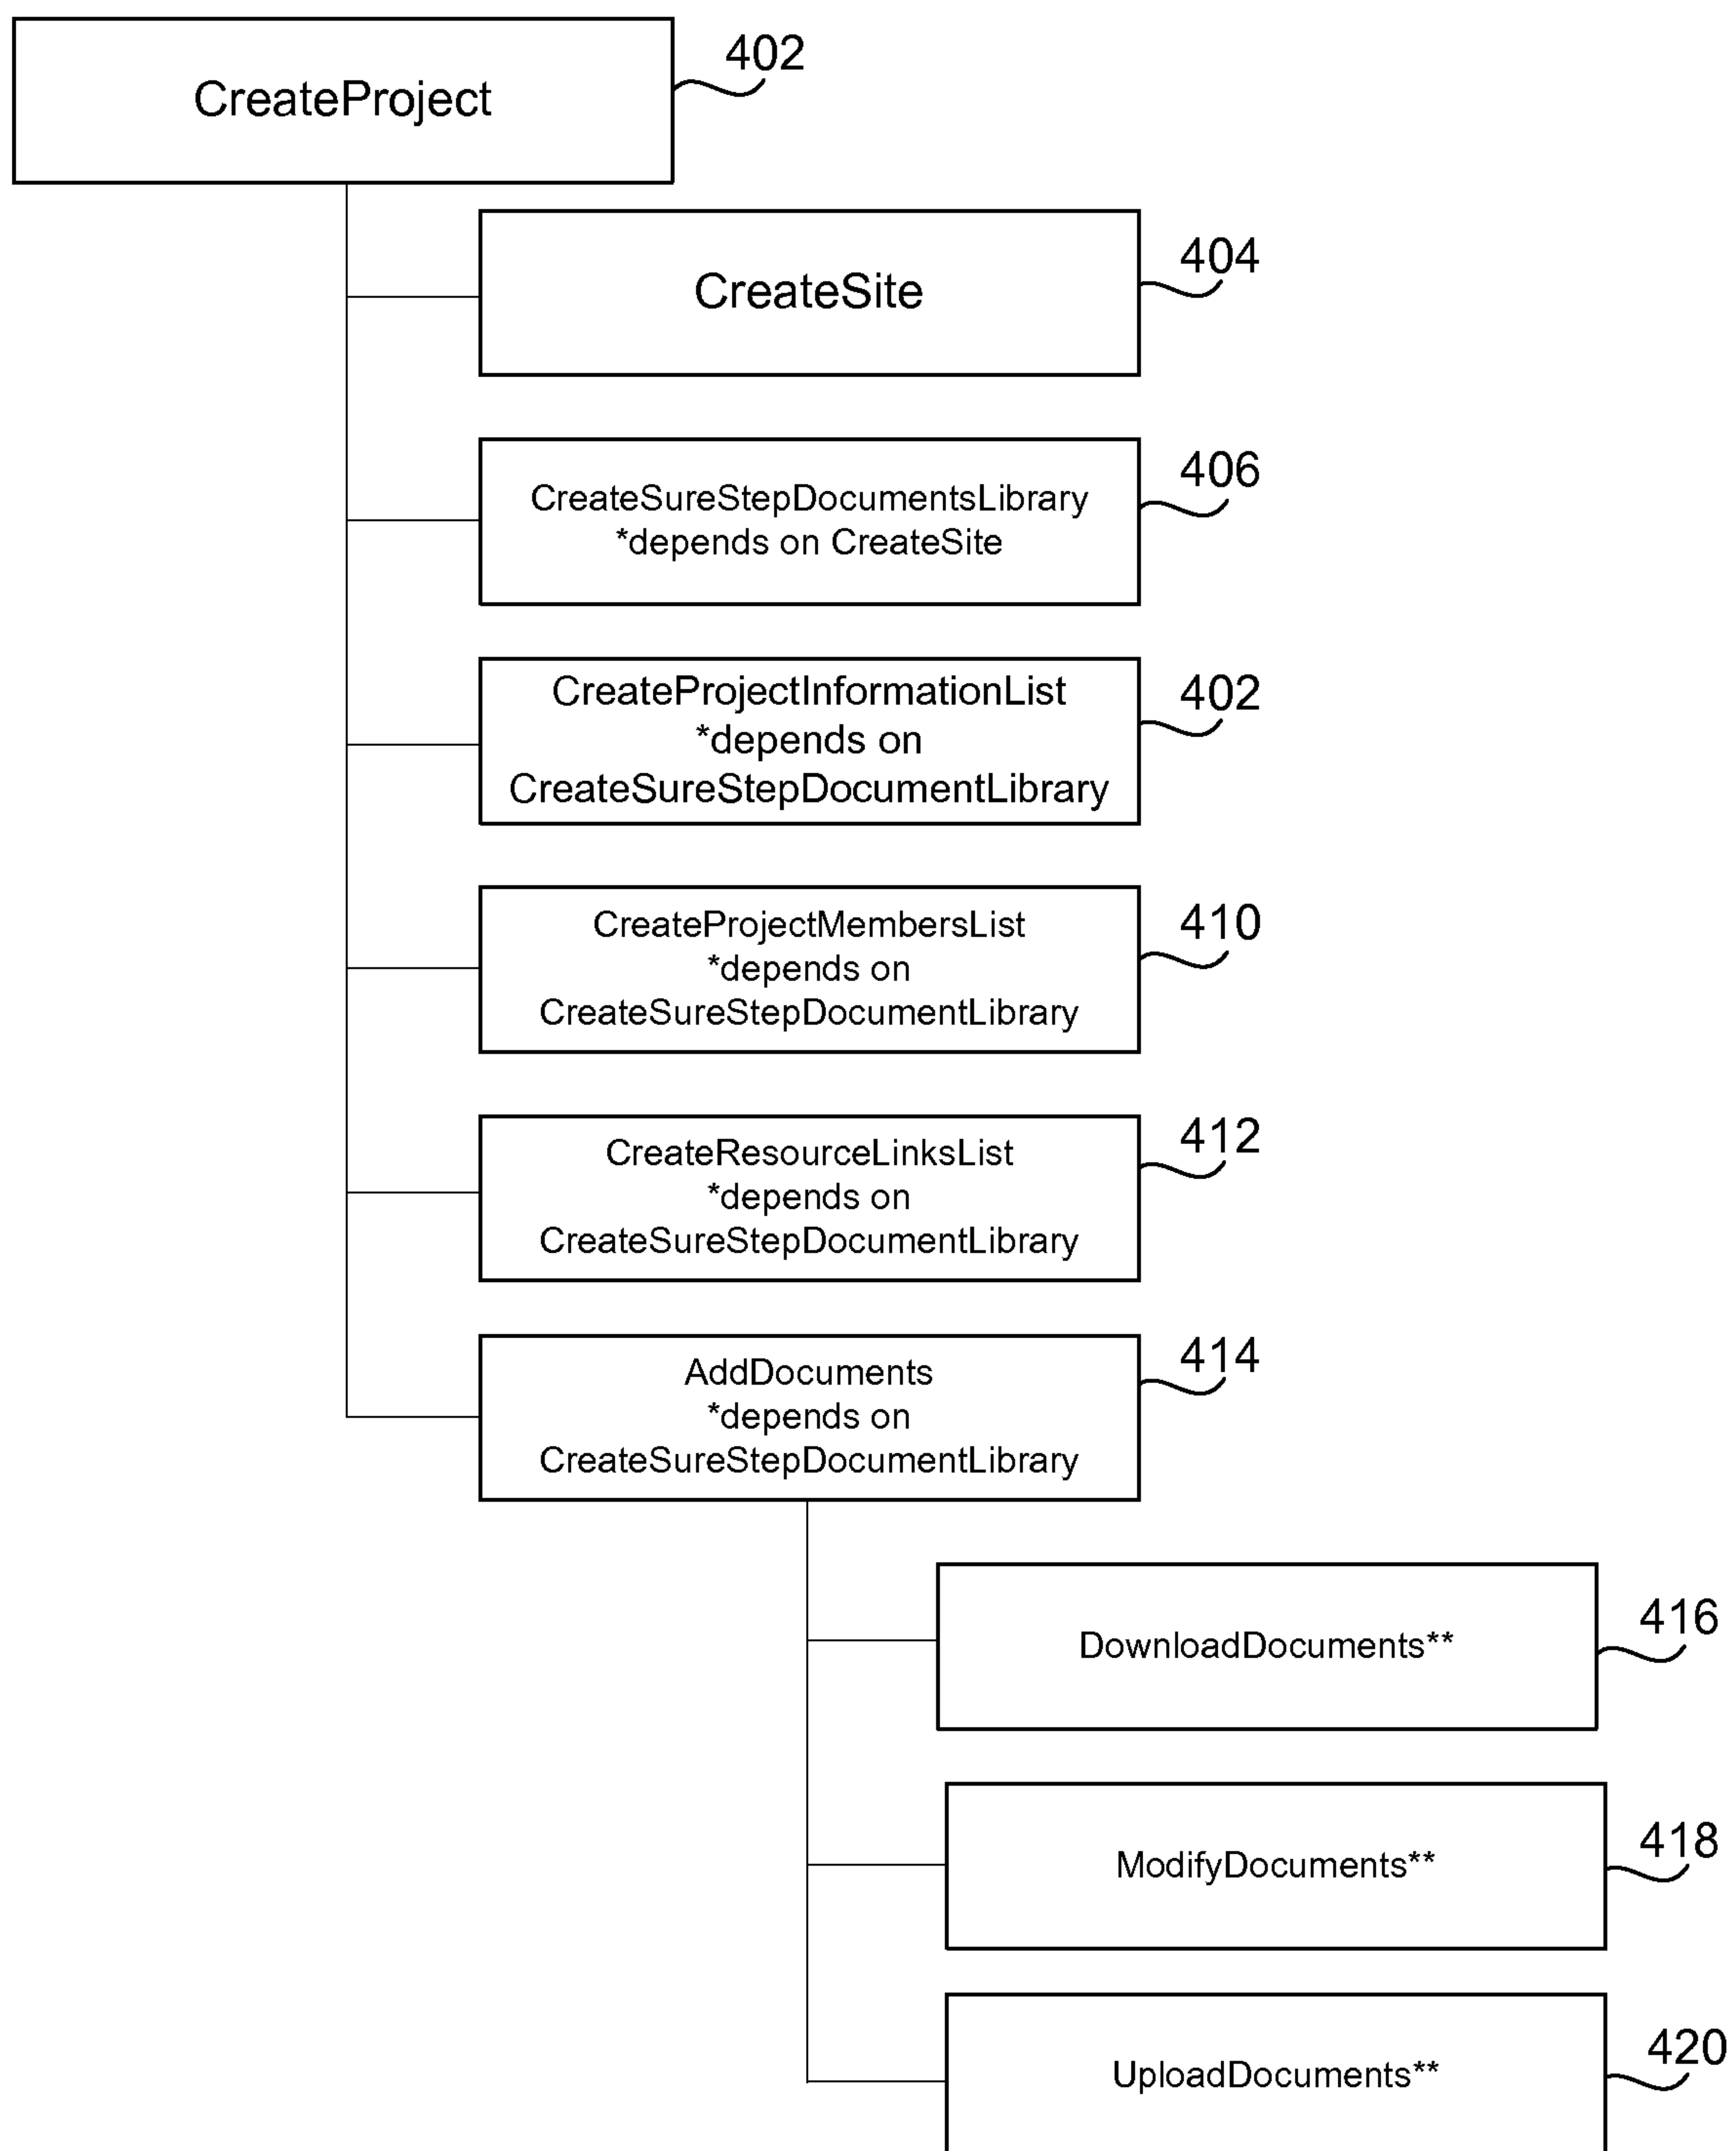 CreateProject
402
CreateSite
404
CreateSureStepDocumentsLibrary
*depends on CreateSite
406
CreateProjectInformationList
*depends on
CreateSureStepDocumentLibrary
402
CreateProjectMembersList
*depends on
CreateSureStepDocumentLibrary
410
CreateResourceLinksList
*depends on
CreateSureStepDocumentLibrary
412
AddDocuments
*depends on
CreateSureStepDocumentLibrary
414
DownloadDocuments**
416
ModifyDocuments**
418
UploadDocuments**
420